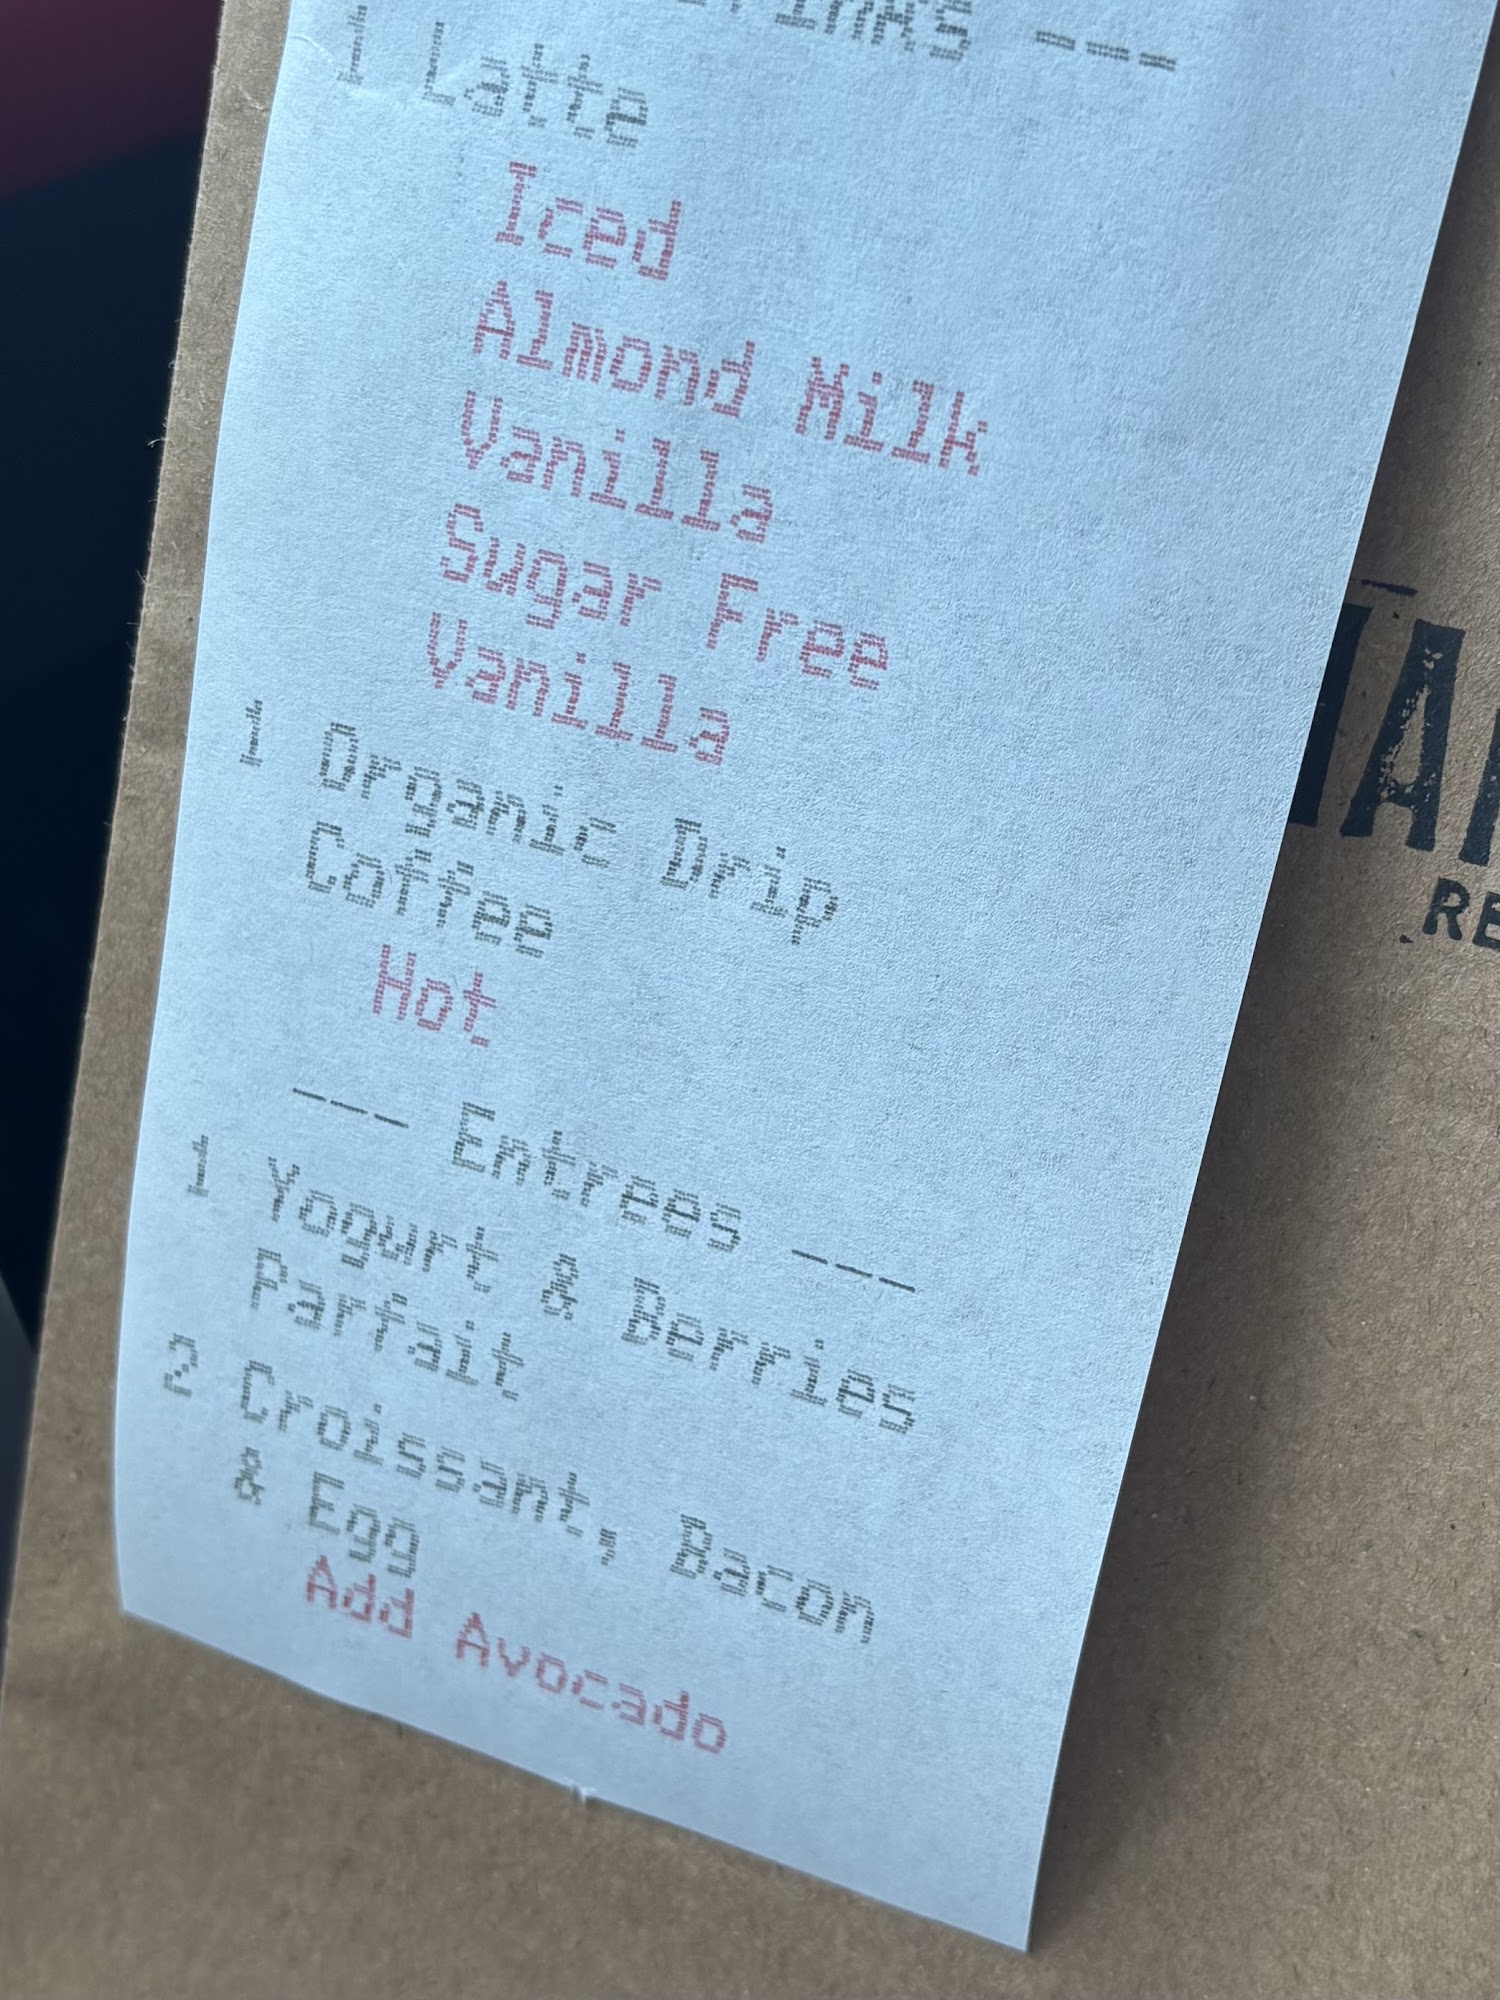 ---
1 Latte
Iced
Almond Milk
Vanilla
Sugar Free
Vanilla
1 Organic Drip
Coffee
Hot
--- Entrees ---
1 Yogurt & Berries
Parfait
2 Croissant, Bacon
& Egg
Add Avocado
RE